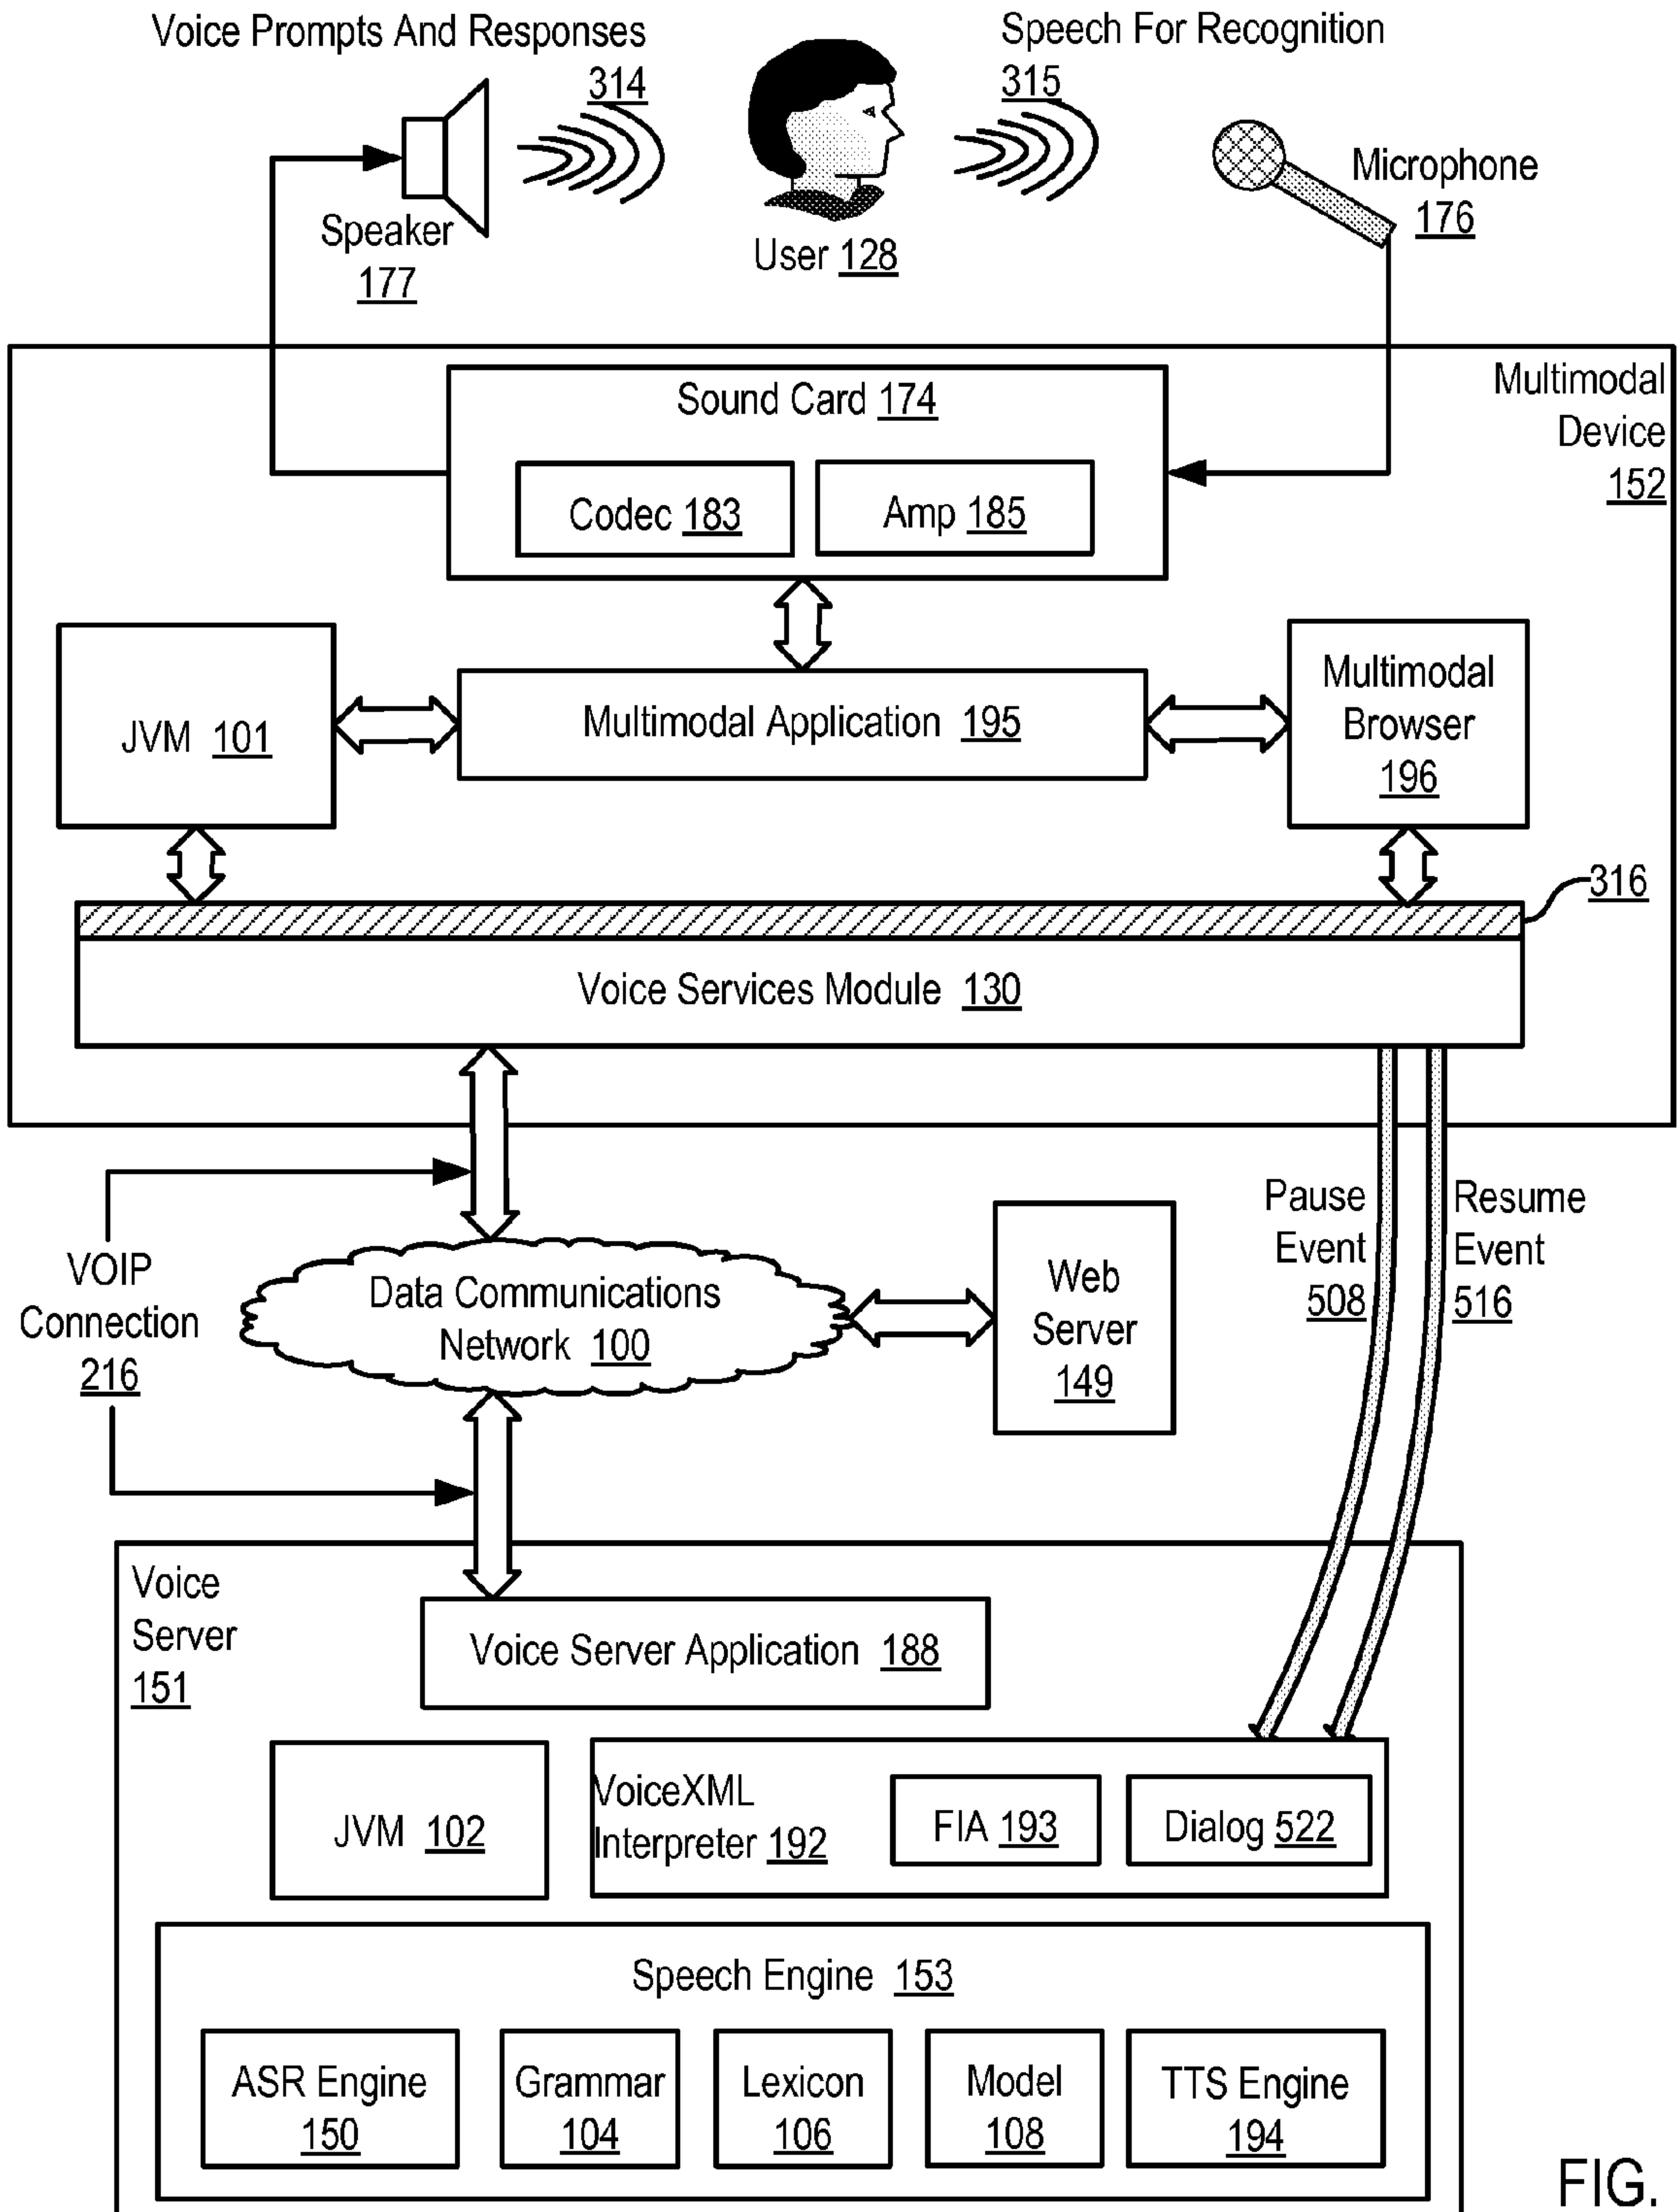 Voice Prompts And Responses
314
Speech For Recognition
315
Speaker
177
User 128
Microphone
176
Multimodal
Device
152
Sound Card 174
Codec 183
Amp 185
JVM 101
Multimodal Application 195
Multimodal
Browser
196
316
Voice Services Module 130
VOIP
Connection
216
Data Communications
Network 100
Web
Server
149
Pause
Event
508
Resume
Event
516
Voice
Server
151
Voice Server Application 188
JVM 102
VoiceXML
Interpreter 192
FIA 193
Dialog 522
Speech Engine 153
ASR Engine
150
Grammar
104
Lexicon
106
Model
108
TTS Engine
194
FIG.